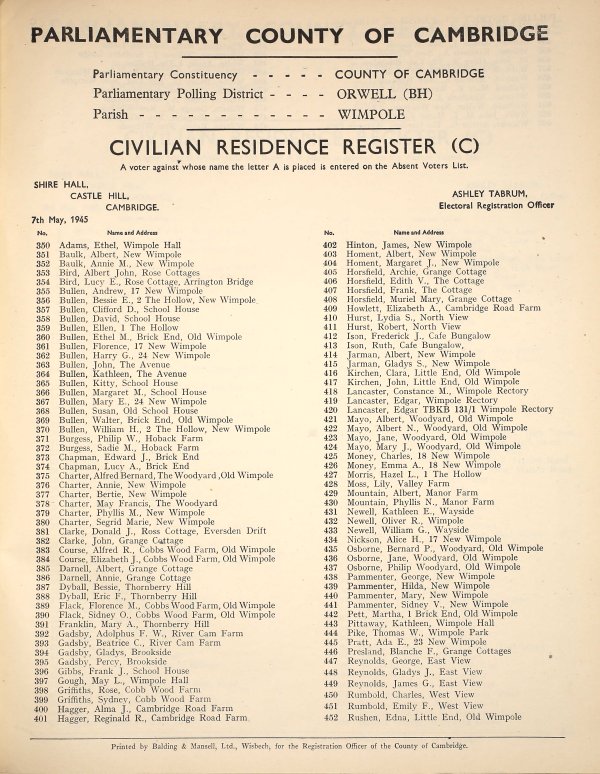 PARLIAMENTARY COUNTY OF CAMBRIDGE
Parliamentary Constituency - - - - - COUNTY OF CAMBRIDGE
Parliamentary Polling District - - - - ORWELL (BH)
Parish - - - - - - - - - - - - WIMPOLE
CIVILIAN RESIDENCE REGISTER (C)
A voter against whose name the letter A is placed is entered on the Absent Voters List.
SHIRE HALL,
CASTLE HILL,
CAMBRIDGE.
7th May, 1945
ASHLEY TABRUM,
Electoral Registration Officer
No. Name and Address
350 Adams, Ethel, Wimpole Hall
351 Baulk, Albert, New Wimpole
352 Baulk, Annie M., New Wimpole
353 Bird, Albert John, Rose Cottages
354 Bird, Lucy E., Rose Cottage, Arrington Bridge
355 Bullen, Andrew, 17 New Wimpole
356 Bullen, Bessie E., 2 The Hollow, New Wimpole
357 Bullen, Clifford D., School House
358 Bullen, David, School House
359 Bullen, Ellen, 1 The Hollow
360 Bullen, Ethel M., Brick End, Old Wimpole
361 Bullen, Florence, 17 New Wimpole
362 Bullen, Harry G., 24 New Wimpole
363 Bullen, John, The Avenue
364 Bullen, Kathleen, The Avenue
365 Bullen, Kitty, School House
366 Bullen, Margaret M., School House
367 Bullen, Mary E., 24 New Wimpole
368 Bullen, Susan, Old School House
369 Bullen, Walter, Brick End, Old Wimpole
370 Bullen, William H., 2 The Hollow, New Wimpole
371 Burgess, Philip W., Hoback Farm
372 Burgess, Sadie M., Hoback Farm
373 Chapman, Edward J., Brick End
374 Chapman, Lucy A., Brick End
375 Charter, Alfred Bernard, The Woodyard, Old Wimpole
376 Charter, Annie, New Wimpole
377 Charter, Bertie, New Wimpole
378 Charter, May Francis, The Woodyard
379 Charter, Phyllis M., New Wimpole
380 Charter, Segrid Marie, New Wimpole
381 Clarke, Donald J., Ross Cottage, Eversden Drift
382 Clarke, John, Grange Cottage
383 Course, Alfred R., Cobbs Wood Farm, Old Wimpole
384 Course, Elizabeth J., Cobbs Wood Farm, Old Wimpole
385 Darnell, Albert, Grange Cottage
386 Darnell, Annie, Grange Cottage
387 Dyball, Bessie, Thornberry Hill
388 Dyball, Eric F., Thornberry Hill
389 Flack, Florence M., Cobbs Wood Farm, Old Wimpole
390 Flack, Sidney O., Cobbs Wood Farm, Old Wimpole
391 Franklin, Mary A., Thornberry Hill
392 Gadsby, Adolphus F. W., River Cam Farm
393 Gadsby, Beatrice C., River Cam Farm
394 Gadsby, Gladys, Brookside
395 Gadsby, Percy, Brookside
396 Gibbs, Frank J., School House
397 Gough, May L., Wimpole Hall
398 Griffiths, Rose, Cobb Wood Farm
399 Griffiths, Sydney, Cobb Wood Farm
400 Hagger, Alma J., Cambridge Road Farm
401 Hagger, Reginald R., Cambridge Road Farm
No. Name and Address
402 Hinton, James, New Wimpole
403 Homent, Albert, New Wimpole
404 Homent, Margaret J., New Wimpole
405 Horsfield, Archie, Grange Cottage
406 Horsfield, Edith V., The Cottage
407 Horsfield, Frank, The Cottage
408 Horsfield, Muriel Mary, Grange Cottage
409 Howlett, Elizabeth A., Cambridge Road Farm
410 Hurst, Lydia S., North View
411 Hurst, Robert, North View
412 Ison, Frederick J., Cafe Bungalow
413 Ison, Ruth, Cafe Bungalow,
414 Jarman, Albert, New Wimpole
415 Jarman, Gladys S., New Wimpole
416 Kirchen, Clara, Little End, Old Wimpole
417 Kirchen, John, Little End, Old Wimpole
418 Lancaster, Constance M., Wimpole Rectory
419 Lancaster, Edgar, Wimpole Rectory
420 Lancaster, Edgar TBKB 131/1 Wimpole Rectory
421 Mayo, Albert, Woodyard, Old Wimpole
422 Mayo, Albert N., Woodyard, Old Wimpole
423 Mayo, Jane, Woodyard, Old Wimpole
424 Mayo, Mary J., Woodyard, Old Wimpole
425 Money, Charles, 18 New Wimpole
426 Money, Emma A., 18 New Wimpole
427 Morris, Hazel L., 1 The Hollow
428 Moss, Lily, Valley Farm
429 Mountain, Albert, Manor Farm
430 Mountain, Phyllis N., Manor Farm
431 Newell, Kathleen E., Wayside
432 Newell, Oliver R., Wimpole
433 Newell, William G., Wayside
434 Nickson, Alice H., 17 New Wimpole
435 Osborne, Bernard P., Woodyard, Old Wimpole
436 Osborne, Jane, Woodyard, Old Wimpole
437 Osborne, Philip Woodyard, Old Wimpole
438 Pammenter, George, New Wimpole
439 Pammenter, Hilda, New Wimpole
440 Pammenter, Mary, New Wimpole
441 Pammenter, Sidney V., New Wimpole
442 Pett, Martha, 1 Brick End, Old Wimpole
443 Pittaway, Kathleen, Wimpole Hall
444 Pike, Thomas W., Wimpole Park
445 Pratt, Ada E., 23 New Wimpole
446 Presland, Blanche F., Grange Cottages
447 Reynolds, George, East View
448 Reynolds, Gladys J., East View
449 Reynolds, James G., East View
450 Rumbold, Charles, West View
451 Rumbold, Emily F., West View
452 Rushen, Edna, Little End, Old Wimpole
Printed by Balding & Mansell, Ltd., Wisbech, for the Registration Officer of the County of Cambridge.